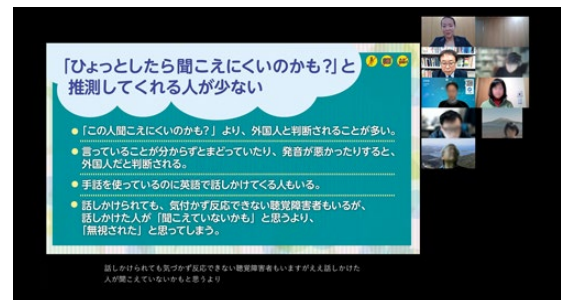 「ひょっとしたら聞こえにくいのかも?」と
推測してくれる人が少ない
●「この人聞こえにくいのかも?」より、外国人と判断されることが多い。
●言っていることが分からずとまどっていたり、発音が悪かったりすると、
外国人だと判断される。
●手話を使っているのに英語で話しかけてくる人もいる。
●話しかけられても、気付かず反応できない聴覚障害者もいるが、
話しかけた人が「聞こえていないかも」と思うより、
「無視された」と思ってしまう。
話しかけられても気づかず反応できない聴覚障害者もいますがええ話しかけた
人が聞こえていないかもと思うより